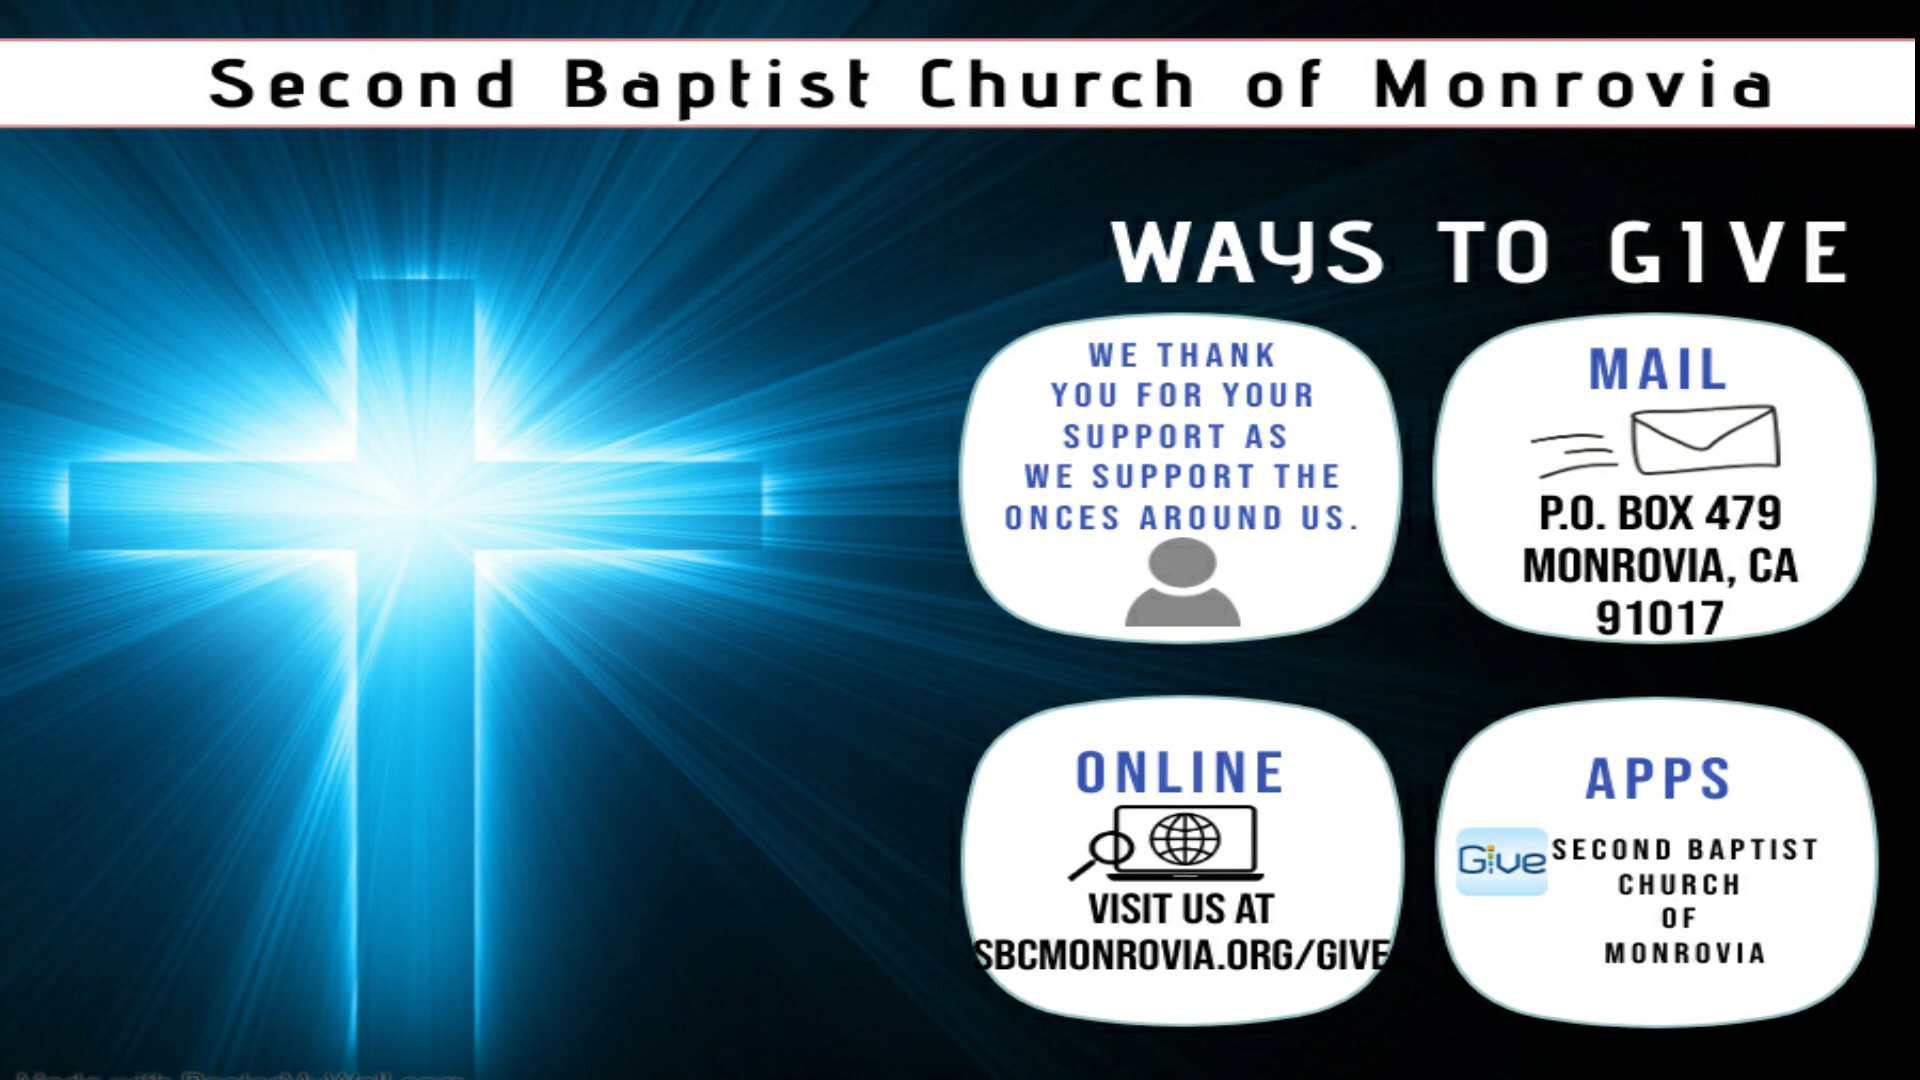 Second Baptist Church of Monrovia
WAYS TO GIVE
WE THANK
YOU FOR YOUR
SUPPORT AS
WE SUPPORT THE
ONCES AROUND US.
MAIL
P.O. BOX 479
MONROVIA, CA
91017
ONLINE
VISIT US AT
SBCMONROVIA.ORG/GIVE
APPS
Give
SECOND BAPTIST
CHURCH
OF
MONROVIA